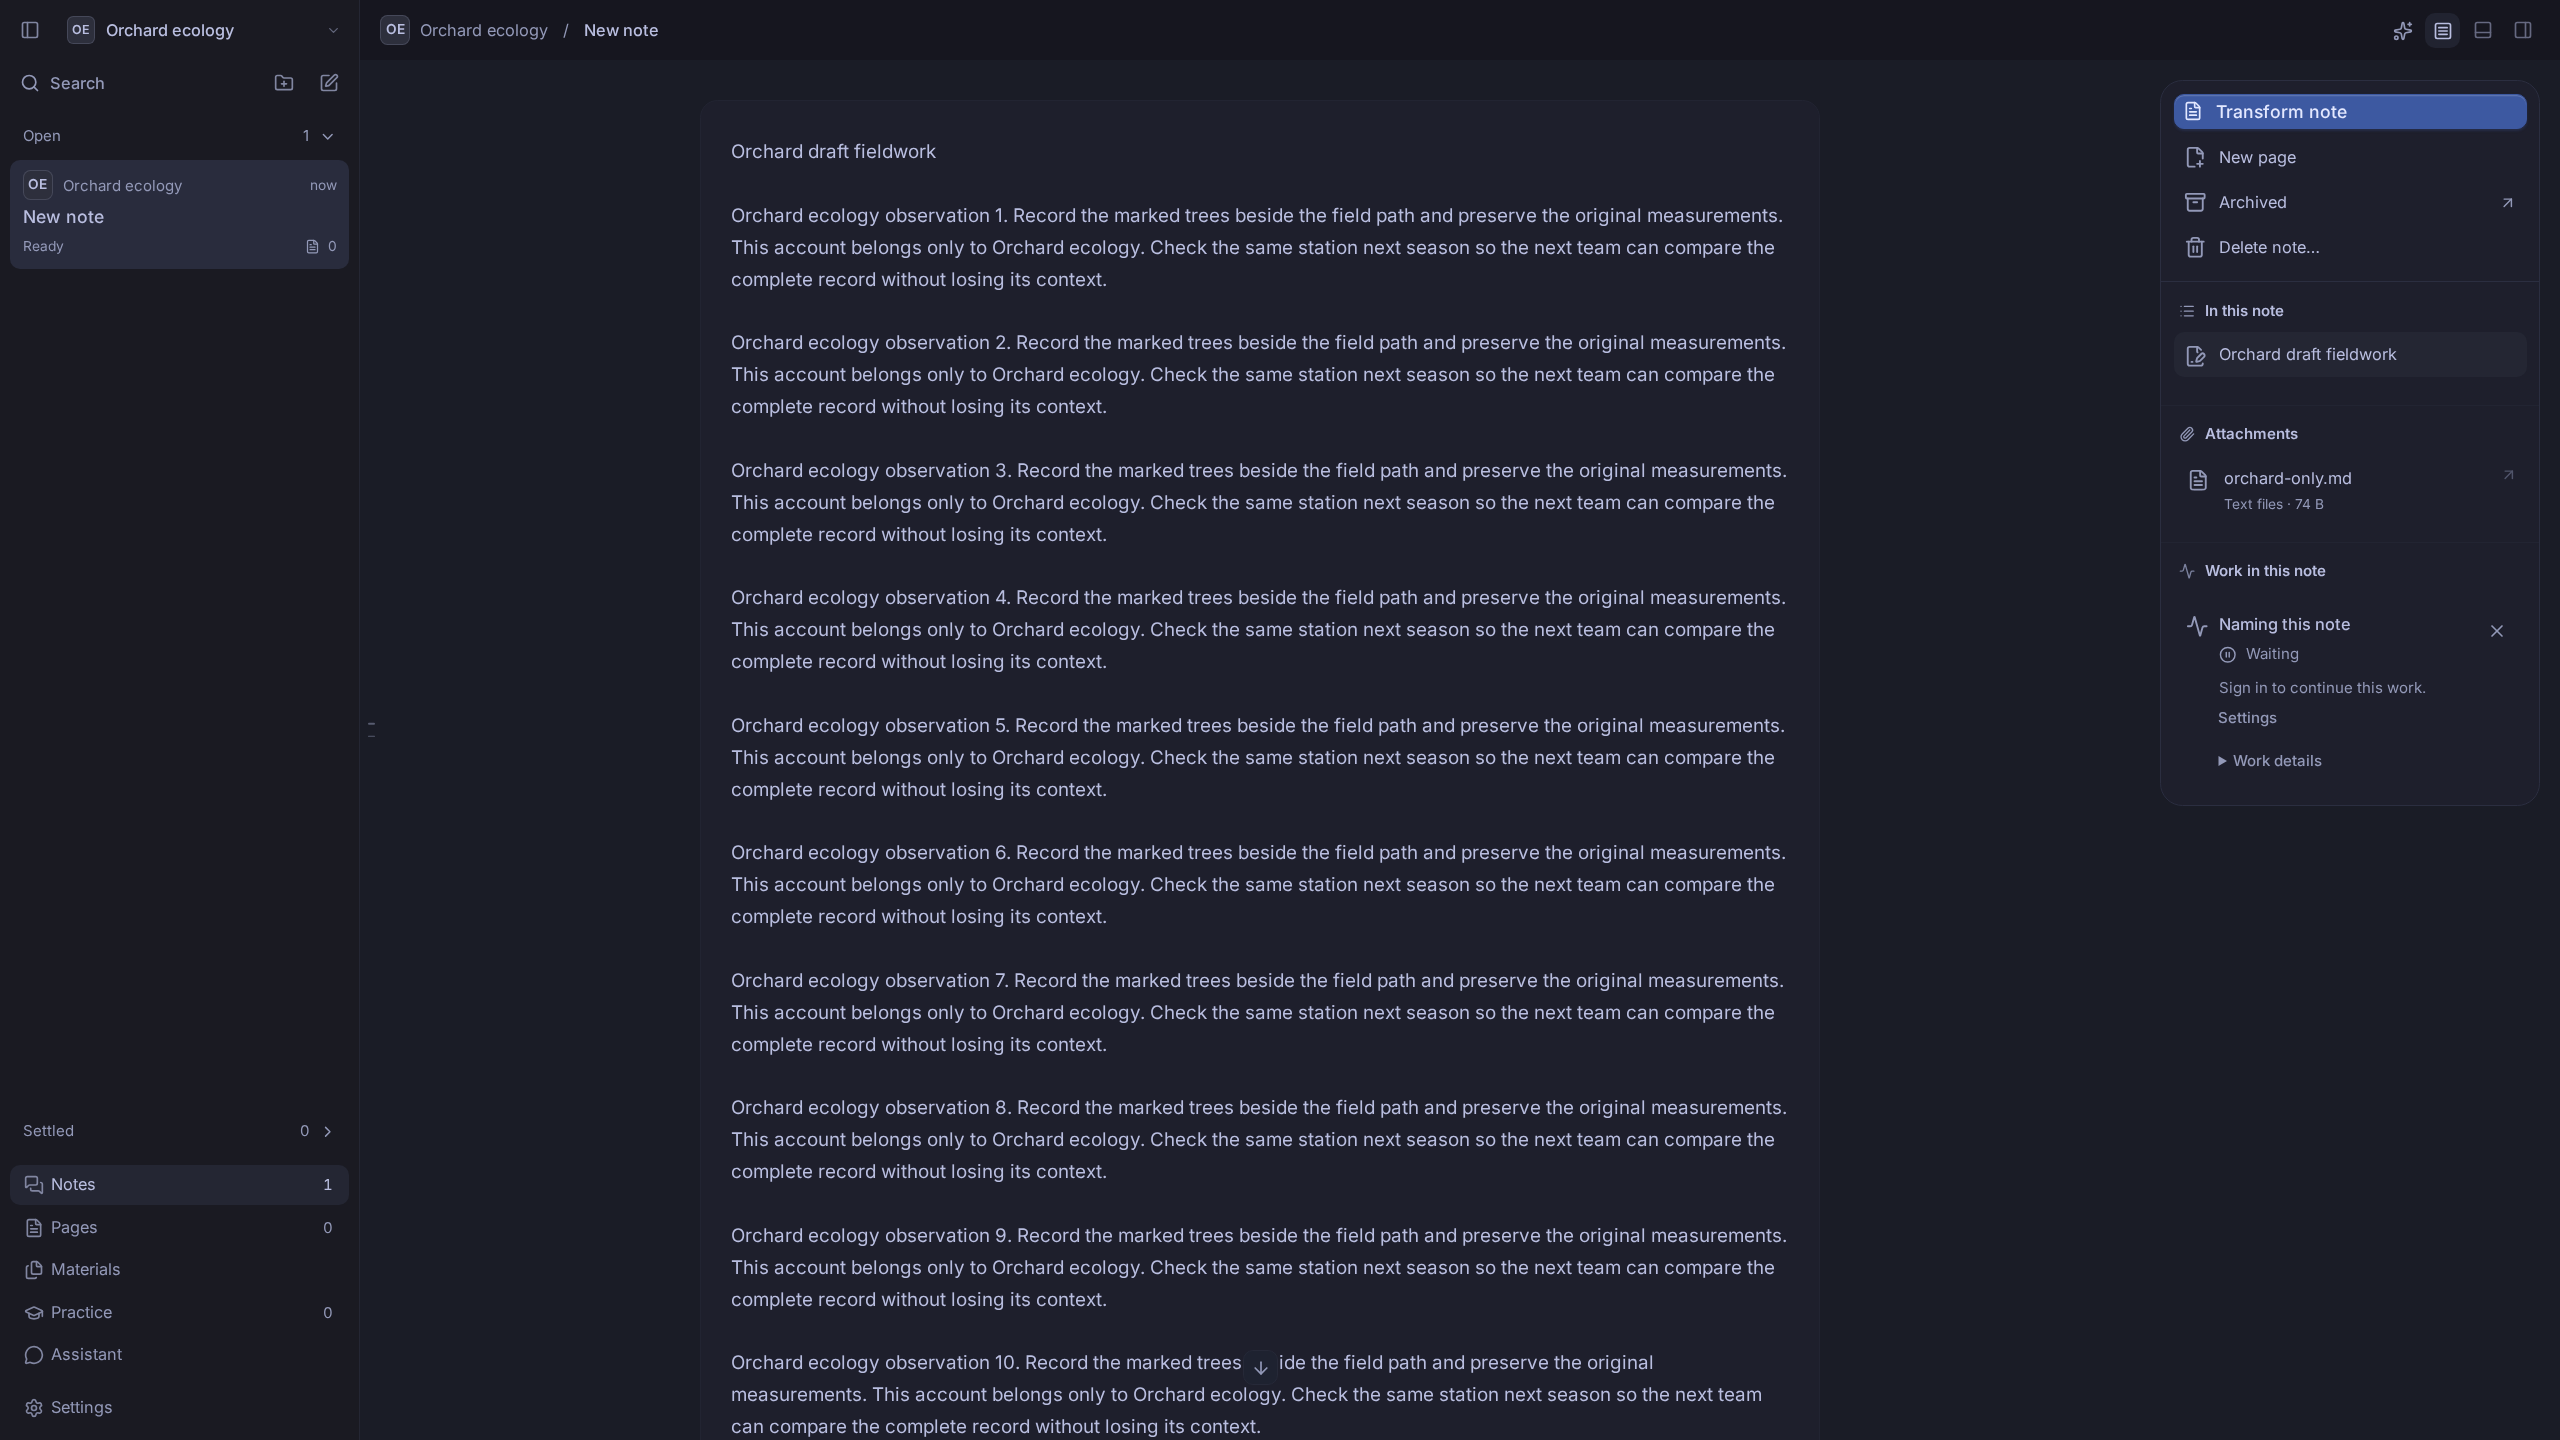 OE Orchard ecology
Search
Open 1
OE Orchard ecology now
New note
Ready 0
Settled 0
Notes 1
Pages 0
Materials
Practice 0
Assistant
Settings
OE Orchard ecology / New note
Orchard draft fieldwork
Orchard ecology observation 1. Record the marked trees beside the field path and preserve the original measurements.
This account belongs only to Orchard ecology. Check the same station next season so the next team can compare the
complete record without losing its context.
Orchard ecology observation 2. Record the marked trees beside the field path and preserve the original measurements.
This account belongs only to Orchard ecology. Check the same station next season so the next team can compare the
complete record without losing its context.
Orchard ecology observation 3. Record the marked trees beside the field path and preserve the original measurements.
This account belongs only to Orchard ecology. Check the same station next season so the next team can compare the
complete record without losing its context.
Orchard ecology observation 4. Record the marked trees beside the field path and preserve the original measurements.
This account belongs only to Orchard ecology. Check the same station next season so the next team can compare the
complete record without losing its context.
Orchard ecology observation 5. Record the marked trees beside the field path and preserve the original measurements.
This account belongs only to Orchard ecology. Check the same station next season so the next team can compare the
complete record without losing its context.
Orchard ecology observation 6. Record the marked trees beside the field path and preserve the original measurements.
This account belongs only to Orchard ecology. Check the same station next season so the next team can compare the
complete record without losing its context.
Orchard ecology observation 7. Record the marked trees beside the field path and preserve the original measurements.
This account belongs only to Orchard ecology. Check the same station next season so the next team can compare the
complete record without losing its context.
Orchard ecology observation 8. Record the marked trees beside the field path and preserve the original measurements.
This account belongs only to Orchard ecology. Check the same station next season so the next team can compare the
complete record without losing its context.
Orchard ecology observation 9. Record the marked trees beside the field path and preserve the original measurements.
This account belongs only to Orchard ecology. Check the same station next season so the next team can compare the
complete record without losing its context.
Orchard ecology observation 10. Record the marked trees ide the field path and preserve the original
measurements. This account belongs only to Orchard ecology. Check the same station next season so the next team
can compare the complete record without losing its context.
Transform note
New page
Archived
Delete note...
In this note
Orchard draft fieldwork
Attachments
orchard-only.md
Text files · 74 B
Work in this note
Naming this note
Waiting
Sign in to continue this work.
Settings
Work details